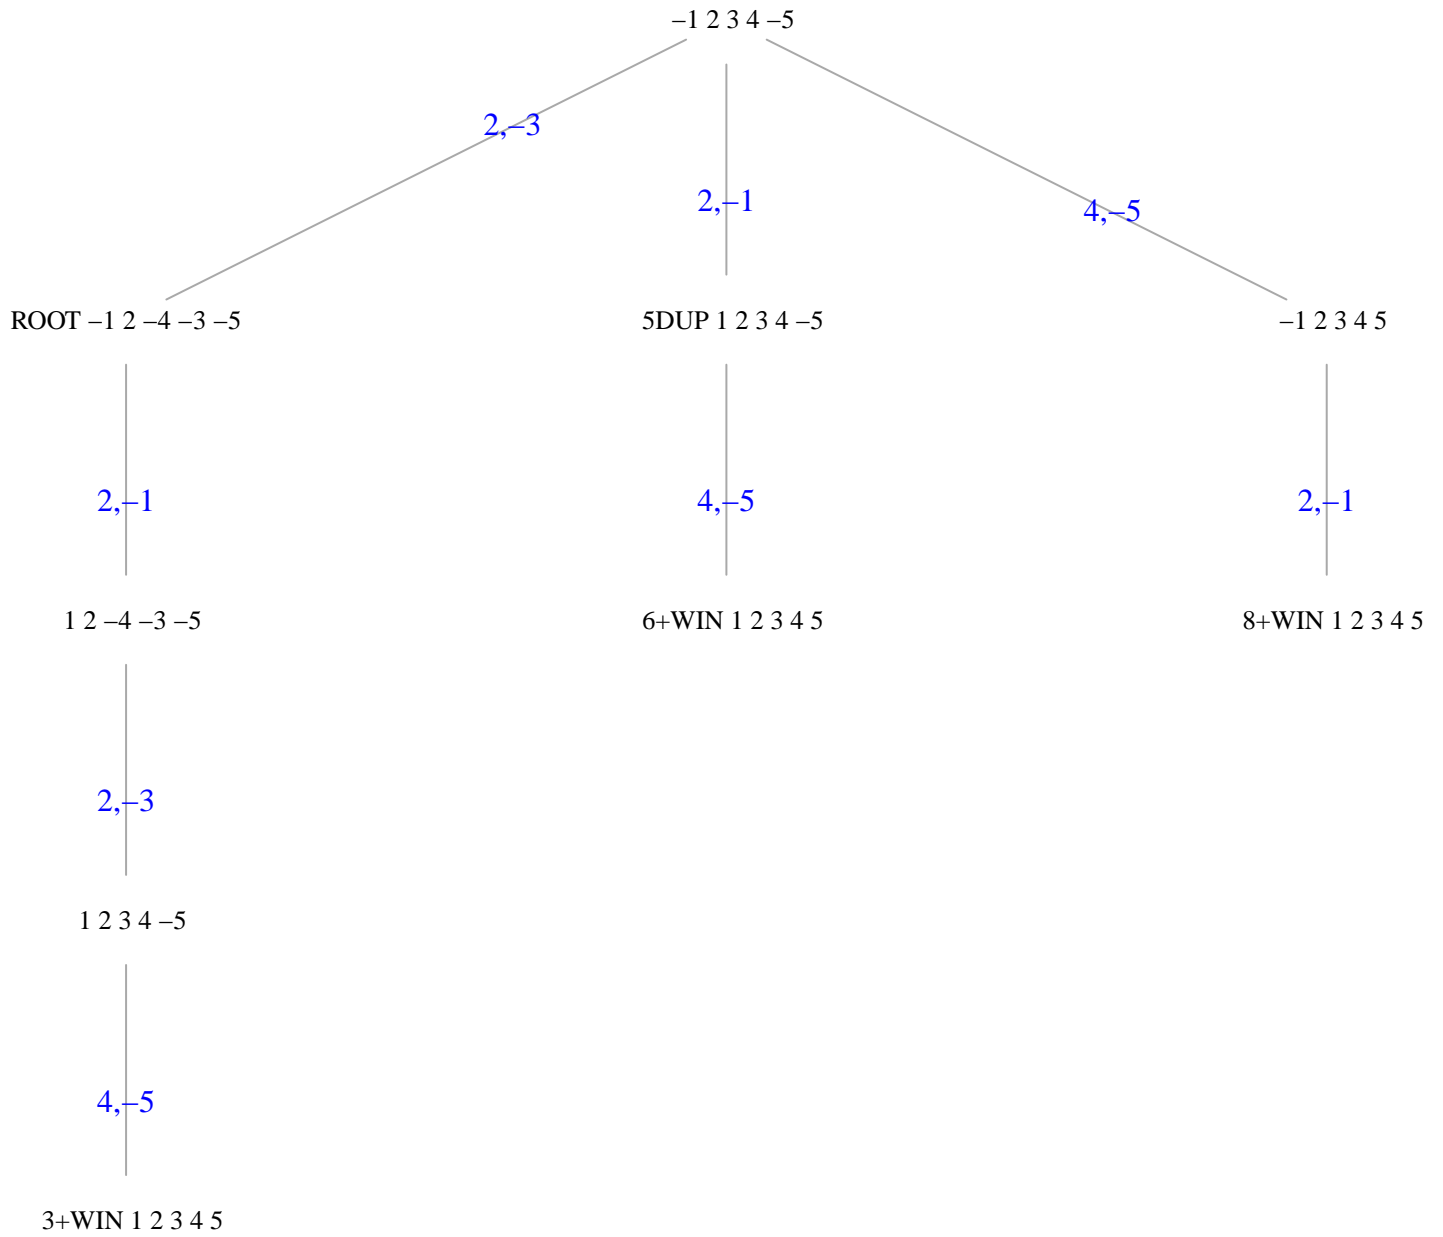 –1 2 3 4 –5
2,–3
2,–1
4,–5
ROOT –1 2 –4 –3 –5
5DUP 1 2 3 4 –5
–1 2 3 4 5
2,–1
4,–5
2,–1
1 2 –4 –3 –5
6+WIN 1 2 3 4 5
8+WIN 1 2 3 4 5
2,–3
1 2 3 4 –5
4,–5
3+WIN 1 2 3 4 5